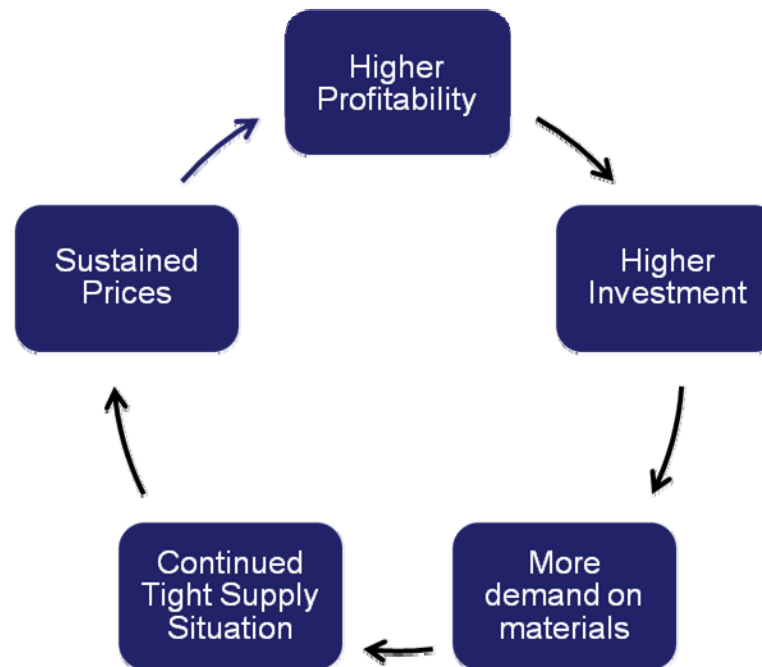 Higher
Profitability
Higher
Investment
More
demand on
materials
Continued
Tight Supply
Situation
Sustained
Prices